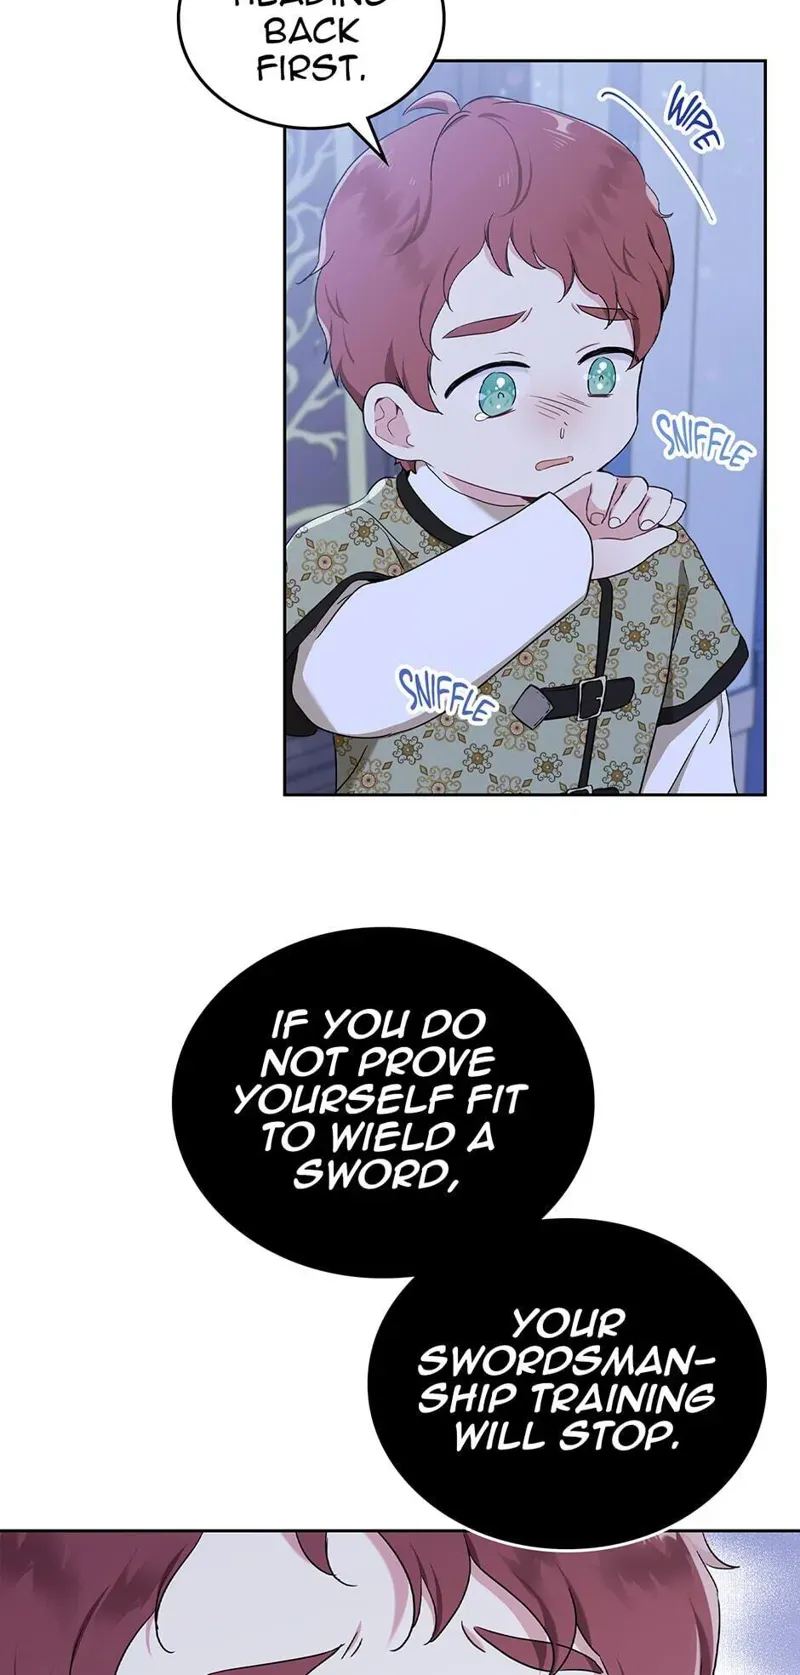 HEADING
BACK
FIRST.
WIPE
SNIFFLE
SNIFFLE
IF YOU DO
NOT PROVE
YOURSELF FIT
TO WIELD A
SWORD,
YOUR
SWORDSMAN-
SHIP TRAINING
WILL STOP.